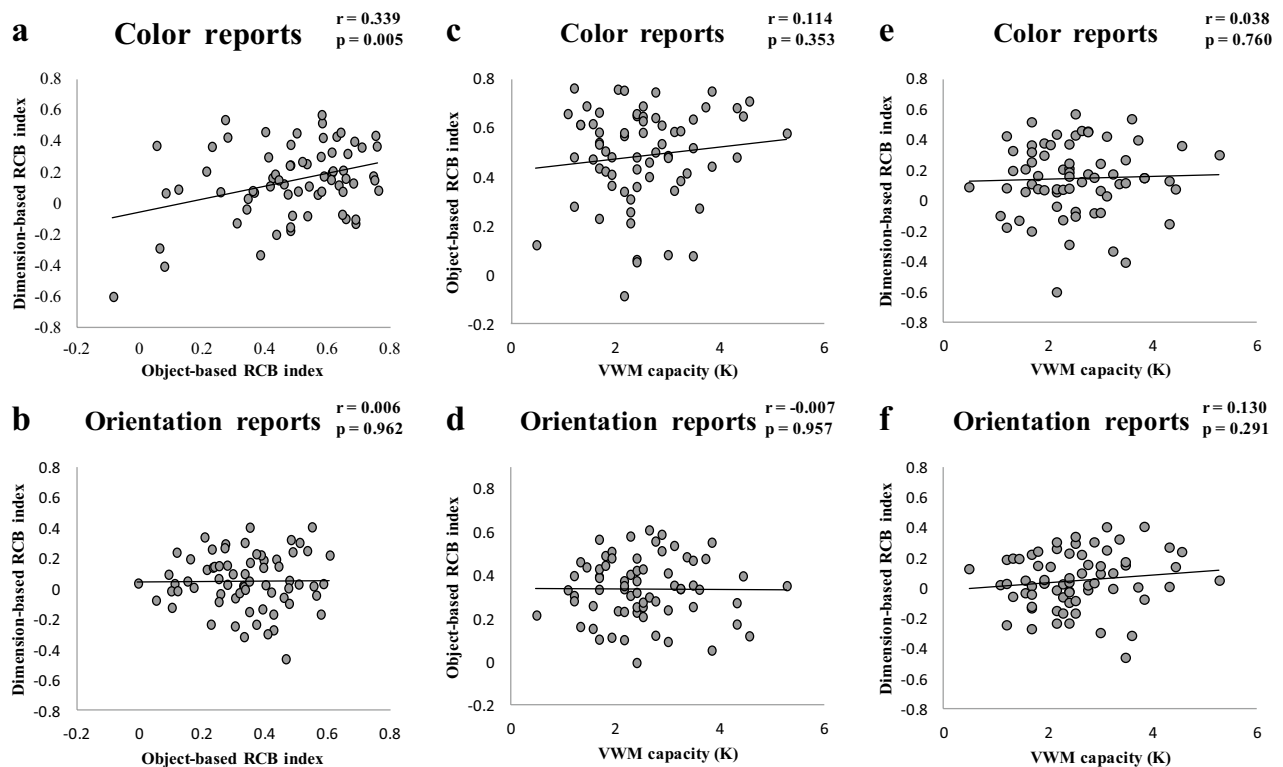 a Color reports
r = 0.339
p = 0.005
Dimension-based RCB index
0.8
0.6
0.4
0.2
0
-0.2
-0.4
-0.6
-0.8
-0.2 0 0.2 0.4 0.6 0.8
Object-based RCB index
c Color reports
r = 0.114
p = 0.353
Object-based RCB index
0.8
0.6
0.4
0.2
0
-0.2
0 2 4 6
VWM capacity (K)
e Color reports
r = 0.038
p = 0.760
Dimension-based RCB index
0.8
0.6
0.4
0.2
0
-0.2
-0.4
-0.6
-0.8
0 2 4 6
VWM capacity (K)
b Orientation reports
r = 0.006
p = 0.962
Dimension-based RCB index
0.8
0.6
0.4
0.2
0
-0.2
-0.4
-0.6
-0.8
-0.2 0 0.2 0.4 0.6 0.8
Object-based RCB index
d Orientation reports
r = -0.007
p = 0.957
Object-based RCB index
0.8
0.6
0.4
0.2
0
-0.2
0 2 4 6
VWM capacity (K)
f Orientation reports
r = 0.130
p = 0.291
Dimension-based RCB index
0.8
0.6
0.4
0.2
0
-0.2
-0.4
-0.6
-0.8
0 2 4 6
VWM capacity (K)